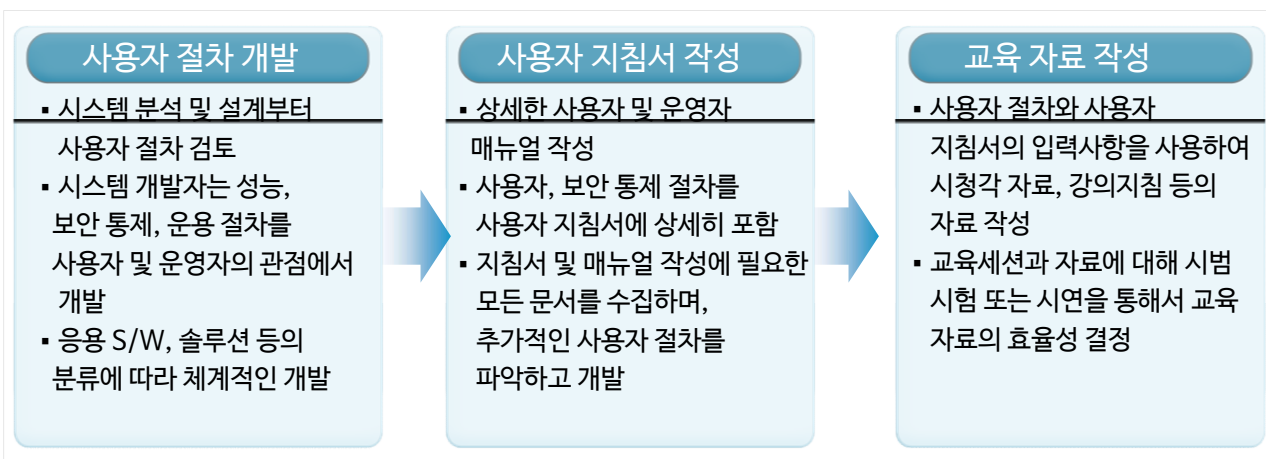 사용자 절차 개발
▪ 시스템 분석 및 설계부터
사용자 절차 검토
▪ 시스템 개발자는 성능,
보안 통제, 운용 절차를
사용자 및 운영자의 관점에서
개발
▪ 응용 S/W, 솔루션 등의
분류에 따라 체계적인 개발
사용자 지침서 작성
▪ 상세한 사용자 및 운영자
매뉴얼 작성
▪ 사용자, 보안 통제 절차를
사용자 지침서에 상세히 포함
▪ 지침서 및 매뉴얼 작성에 필요한
모든 문서를 수집하며,
추가적인 사용자 절차를
파악하고 개발
교육 자료 작성
▪ 사용자 절차와 사용자
지침서의 입력사항을 사용하여
시청각 자료, 강의지침 등의
자료 작성
▪ 교육세션과 자료에 대해 시범
시험 또는 시연을 통해서 교육
자료의 효율성 결정